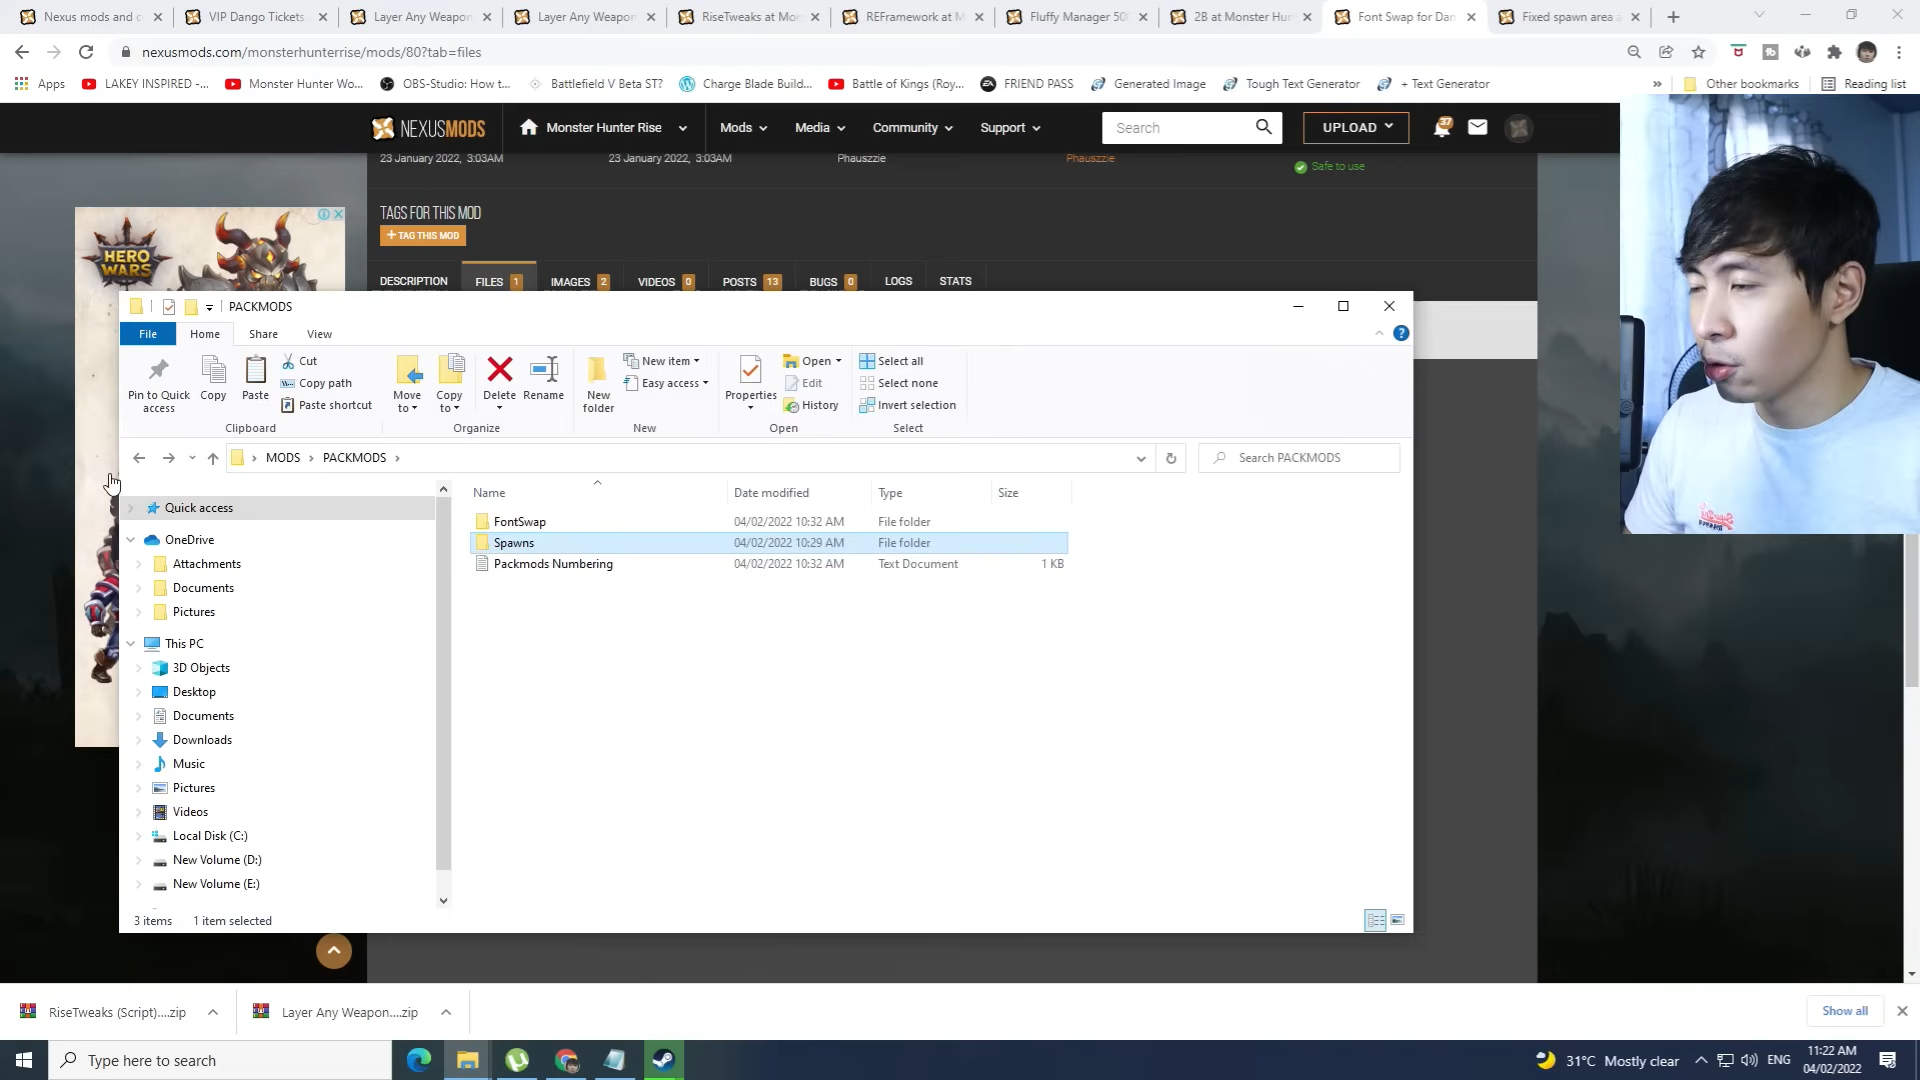 Nexus mods and c
VIP Dango Tickets
Layer Any Weapon
Layer Any Weapon
RiseTweaks at Mo
REFramework at M
Fluffy Manager 500
2B at Monster Hun
Font Swap for Dan
Fixed spawn area
nexusmods.com/monsterhunterrise/mods/80?tab=files
Apps
LAKEY INSPIRED -...
Monster Hunter Wo...
OBS-Studio: How t...
Battlefield V Beta ST?
Charge Blade Build...
Battle of Kings (Roy...
FRIEND PASS
Generated Image
Tough Text Generator
+ Text Generator
»
Other bookmarks
Reading list
NEXUSMODS
Monster Hunter Rise
Mods
Media
Community
Support
Search
UPLOAD
37
23 January 2022, 3:03AM
23 January 2022, 3:03AM
Phauszzie
Phauszzie
Safe to use
TAGS FOR THIS MOD
+ TAG THIS MOD
HERO WARS
DESCRIPTION
FILES 1
IMAGES 2
VIDEOS 0
POSTS 13
BUGS 0
LOGS
STATS
PACKMODS
File
Home
Share
View
Pin to Quick access
Copy
Paste
Cut
Copy path
Paste shortcut
Clipboard
Move to
Copy to
Delete
Rename
Organize
New folder
New item
Easy access
New
Properties
Open
Edit
History
Open
Select all
Select none
Invert selection
Select
MODS > PACKMODS >
Search PACKMODS
Name
Date modified
Type
Size
FontSwap 04/02/2022 10:32 AM File folder
Spawns 04/02/2022 10:29 AM File folder
Packmods Numbering 04/02/2022 10:32 AM Text Document 1 KB
Quick access
OneDrive
Attachments
Documents
Pictures
This PC
3D Objects
Desktop
Documents
Downloads
Music
Pictures
Videos
Local Disk (C:)
New Volume (D:)
New Volume (E:)
3 items
1 item selected
RiseTweaks (Script)....zip
Layer Any Weapon....zip
Show all
Type here to search
31°C Mostly clear
ENG
11:22 AM
04/02/2022